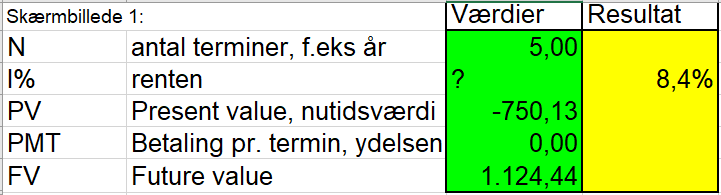 Skærmbillede 1: Værdier Resultat
N antal terminer, f.eks år 5,00
I% renten ? 8,4%
PV Present value, nutidsværdi -750,13
PMT Betaling pr. termin, ydelsen 0,00
FV Future value 1.124,44